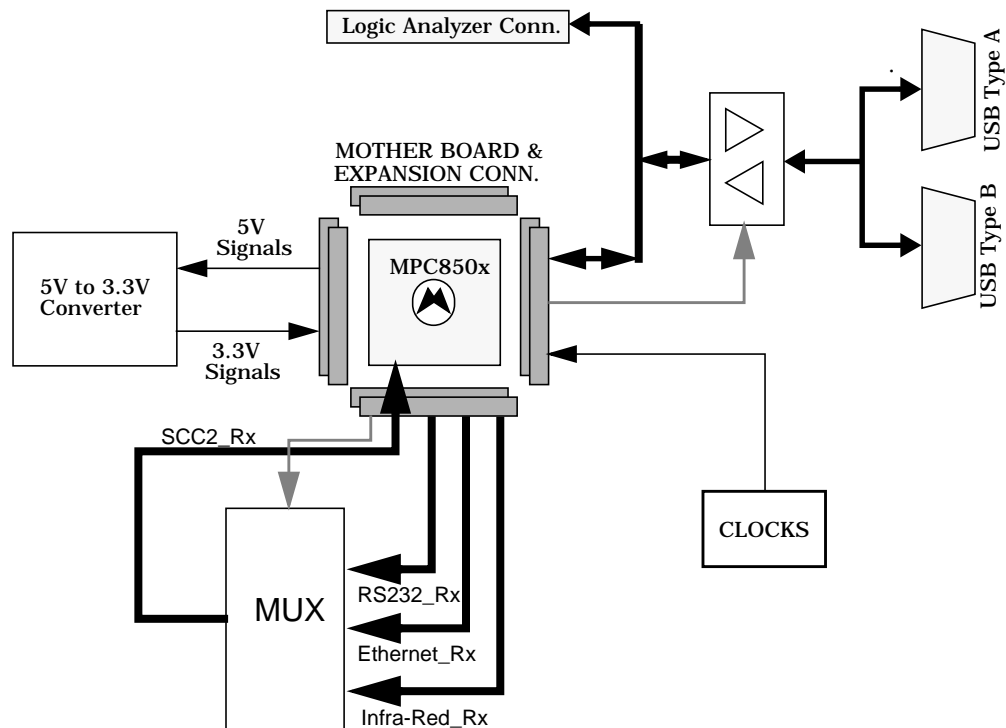 Logic Analyzer Conn.
USB Type A
MOTHER BOARD &
EXPANSION CONN.
5V
Signals
USB Type B
MPC850x
5V to 3.3V
Converter
3.3V
Signals
SCC2_Rx
CLOCKS
RS232_Rx
MUX
Ethernet_Rx
Infra-Red_Rx